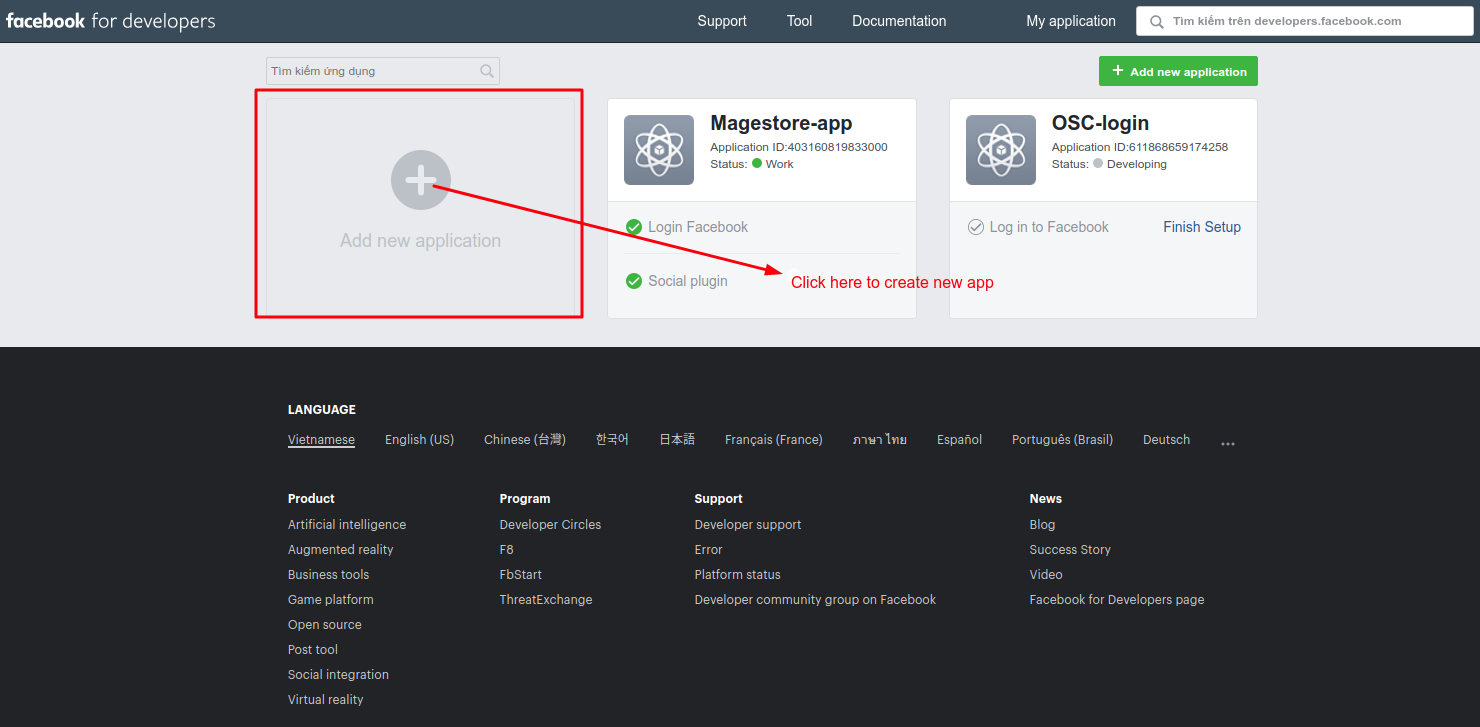 facebook for developers
Support Tool Documentation My application Tìm kiếm trên developers.facebook.com
Tìm kiếm ứng dụng
+ Add new application
Add new application
Magestore-app
Application ID:403160819833000
Status: Work
Login Facebook
Social plugin
OSC-login
Application ID:611868659174258
Status: Developing
Log in to Facebook Finish Setup
Click here to create new app
LANGUAGE
Vietnamese English (US) Chinese (台灣) 한국어 日本語 Français (France) ภาษา ไทย Español Português (Brasil) Deutsch ...
Product
Artificial intelligence
Augmented reality
Business tools
Game platform
Open source
Post tool
Social integration
Virtual reality
Program
Developer Circles
F8
FbStart
ThreatExchange
Support
Developer support
Error
Platform status
Developer community group on Facebook
News
Blog
Success Story
Video
Facebook for Developers page